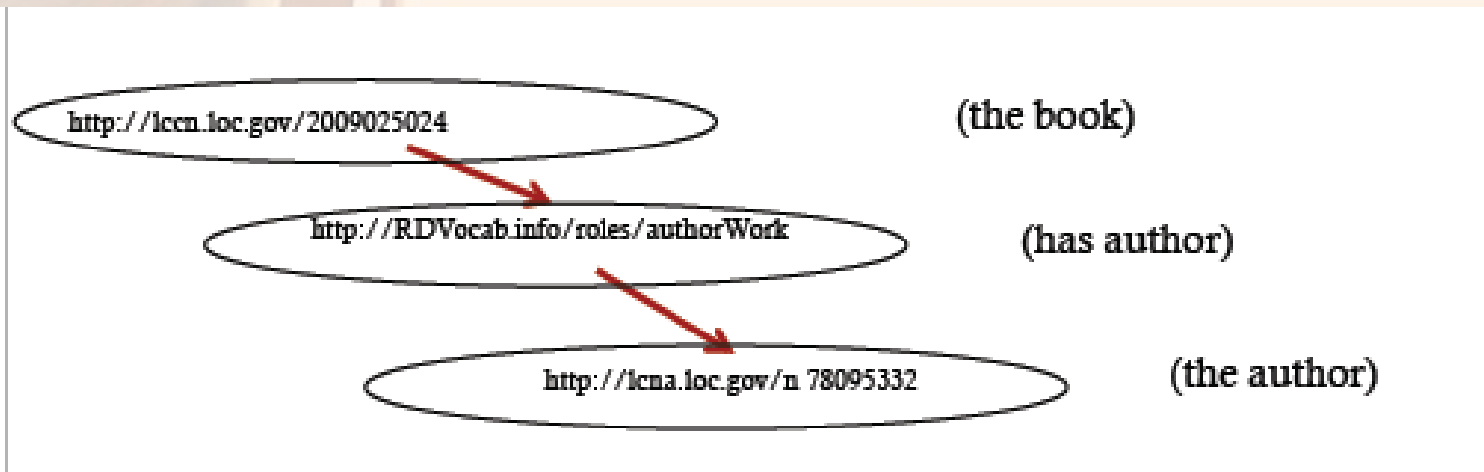 http://lccn.loc.gov/2009025024 (the book)
http://RDVocab.info/roles/authorWork (has author)
http://lcna.loc.gov/n 78095332 (the author)